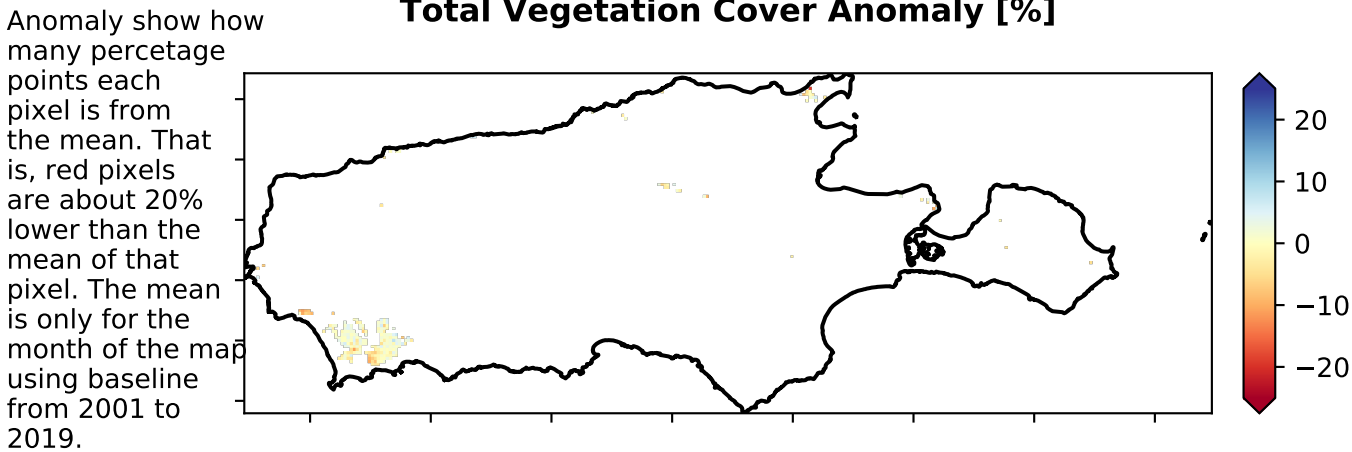 Total Vegetation Cover Anomaly [%]
Anomaly show how
many percetage
points each
pixel is from
the mean. That
is, red pixels
are about 20%
lower than the
mean of that
pixel. The mean
is only for the
month of the map
using baseline
from 2001 to
2019.
20
10
0
−10
−20